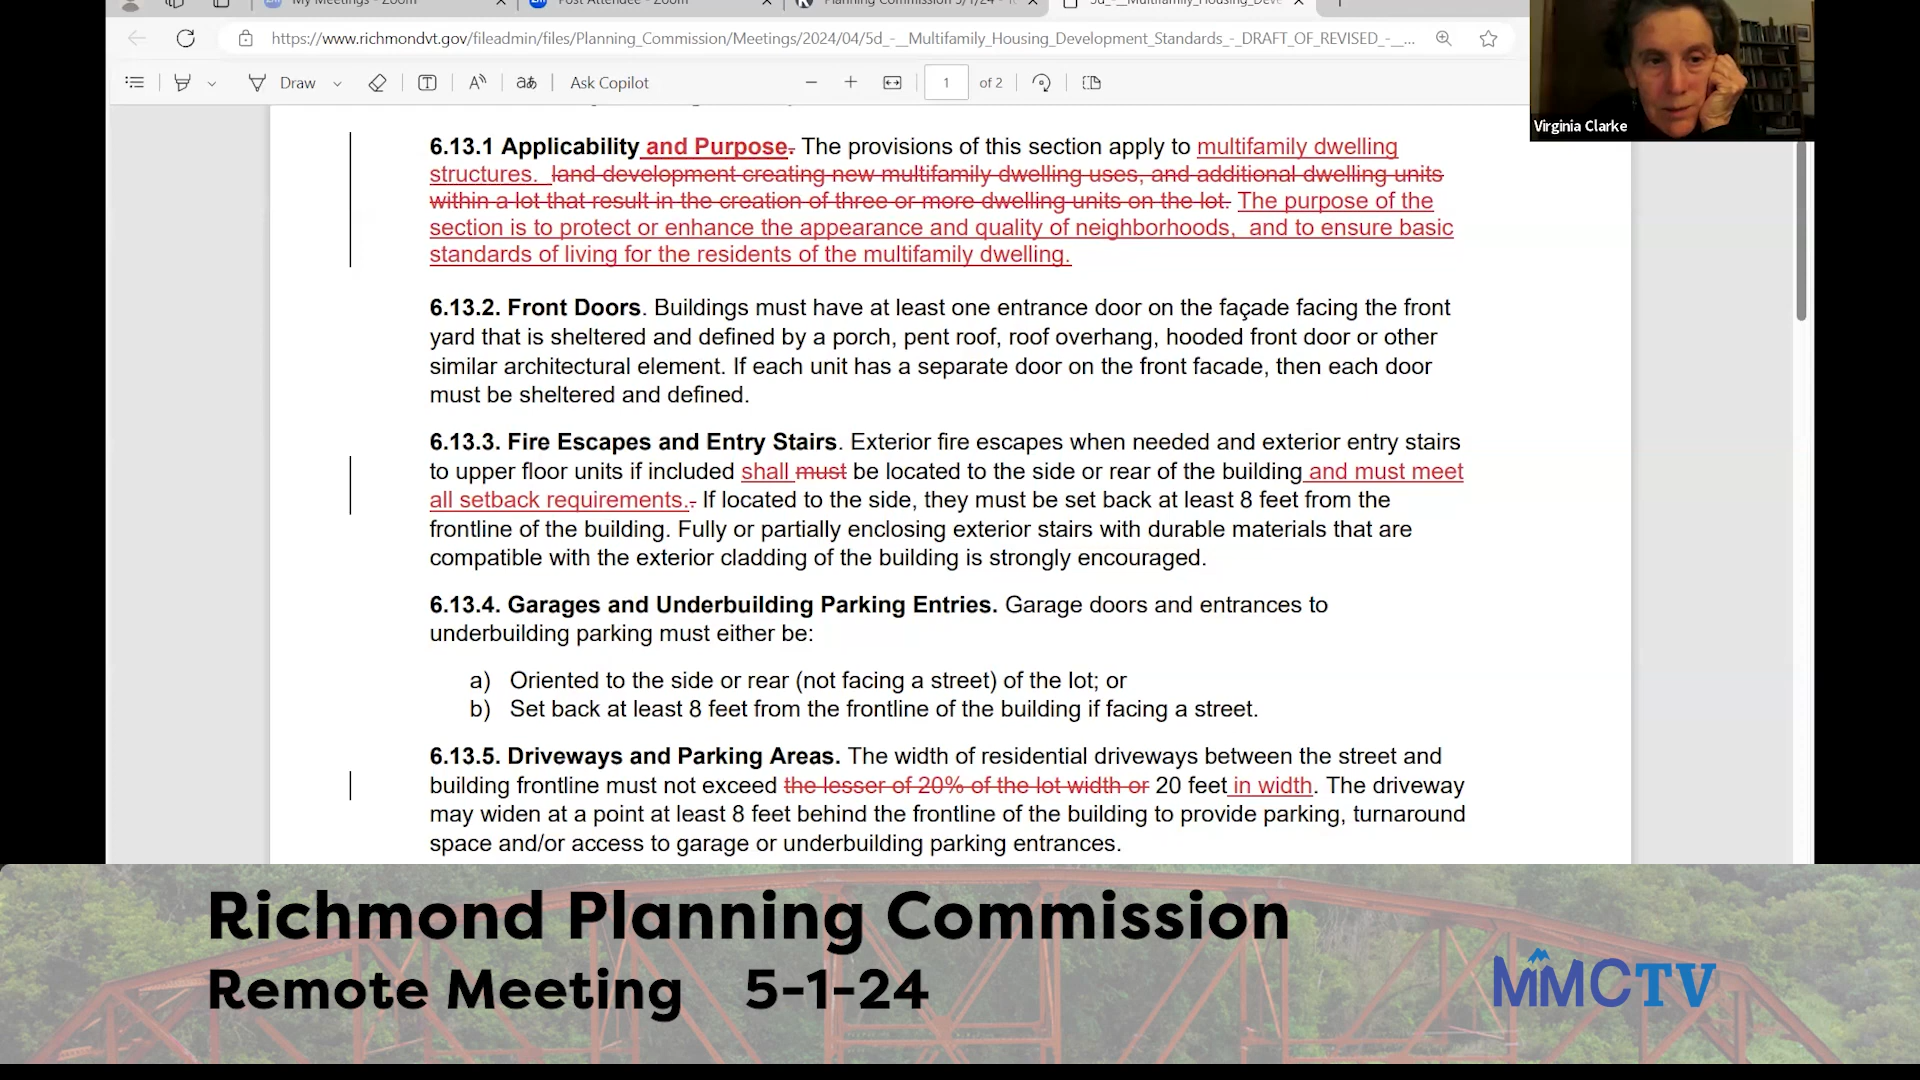 My Meetings - Zoom
Post Attendee - Zoom
Planning Commission 5/1/24 -
5d_-__Multifamily_Housing_Deve
https://www.richmondvt.gov/fileadmin/files/Planning_Commission/Meetings/2024/04/5d_-__Multifamily_Housing_Development_Standards_-_DRAFT_OF_REVISED_-__...
Draw
Ask Copilot
1 of 2
Virginia Clarke
6.13.1 Applicability and Purpose. The provisions of this section apply to multifamily dwelling
structures. land development creating new multifamily dwelling uses, and additional dwelling units
within a lot that result in the creation of three or more dwelling units on the lot. The purpose of the
section is to protect or enhance the appearance and quality of neighborhoods, and to ensure basic
standards of living for the residents of the multifamily dwelling.
6.13.2. Front Doors. Buildings must have at least one entrance door on the façade facing the front
yard that is sheltered and defined by a porch, pent roof, roof overhang, hooded front door or other
similar architectural element. If each unit has a separate door on the front facade, then each door
must be sheltered and defined.
6.13.3. Fire Escapes and Entry Stairs. Exterior fire escapes when needed and exterior entry stairs
to upper floor units if included shall must be located to the side or rear of the building and must meet
all setback requirements.. If located to the side, they must be set back at least 8 feet from the
frontline of the building. Fully or partially enclosing exterior stairs with durable materials that are
compatible with the exterior cladding of the building is strongly encouraged.
6.13.4. Garages and Underbuilding Parking Entries. Garage doors and entrances to
underbuilding parking must either be:
a) Oriented to the side or rear (not facing a street) of the lot; or
b) Set back at least 8 feet from the frontline of the building if facing a street.
6.13.5. Driveways and Parking Areas. The width of residential driveways between the street and
building frontline must not exceed the lesser of 20% of the lot width or 20 feet in width. The driveway
may widen at a point at least 8 feet behind the frontline of the building to provide parking, turnaround
space and/or access to garage or underbuilding parking entrances.
Richmond Planning Commission
Remote Meeting 5-1-24
MMCTV